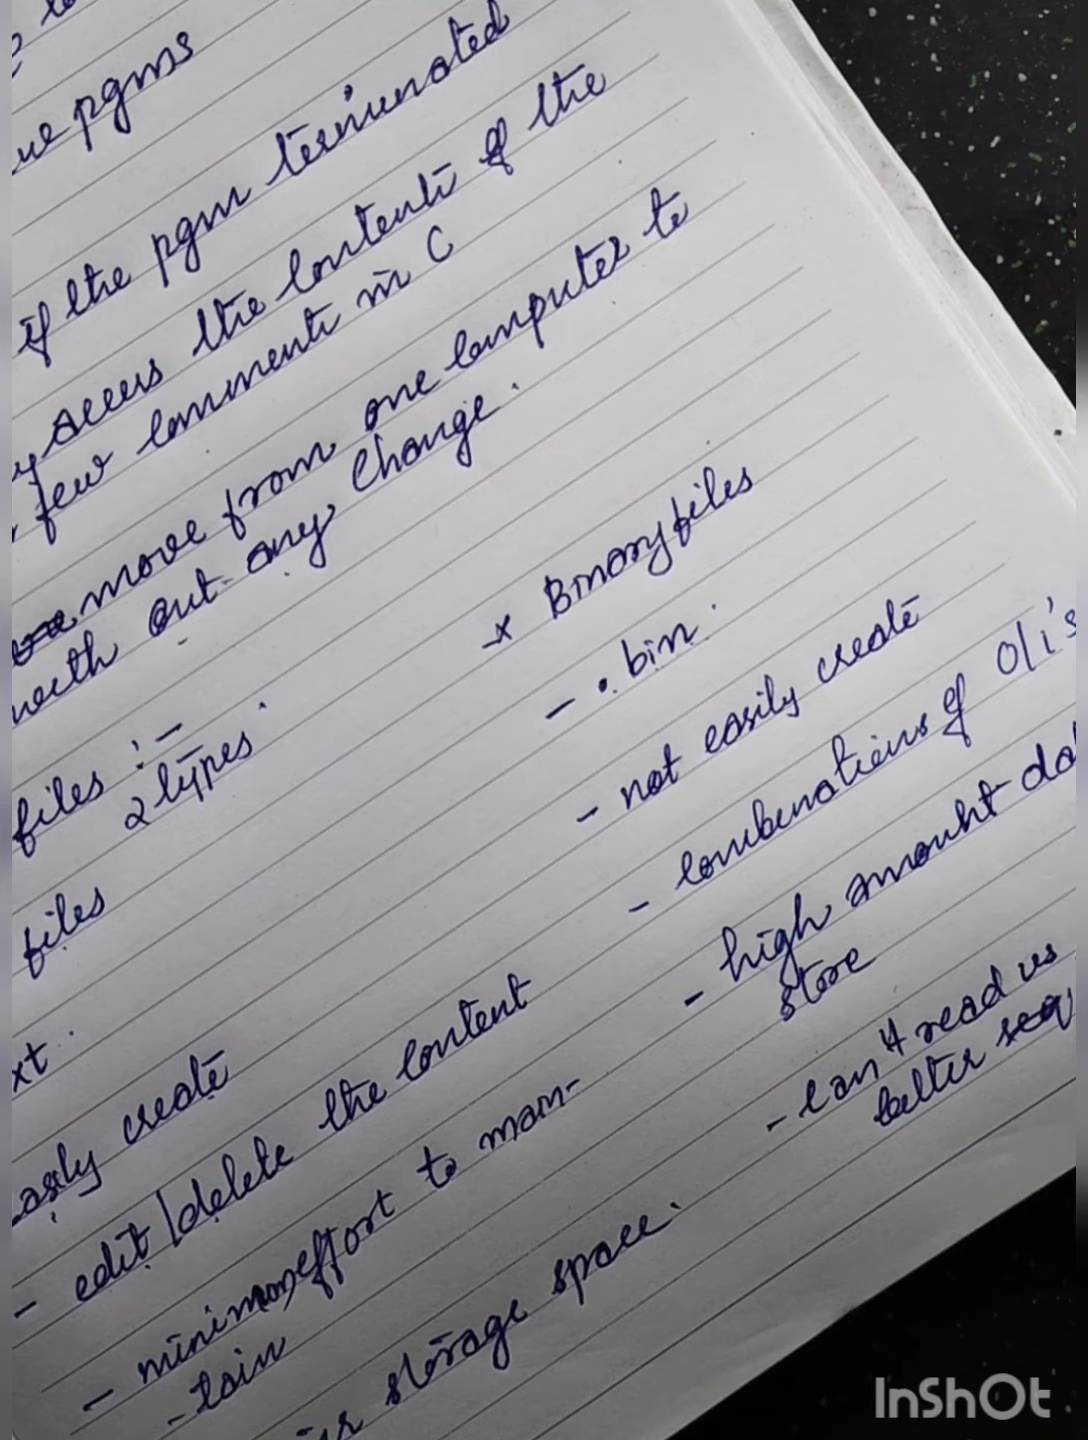 pgms
if the pgm terminated
access the contents of the
few comments in C
move from one computer to
with out any change.
files :-
2 types.
files
xt.
asily create
- edit/delete the content
- minimum effort to main-
-tain
storage space.
x Binary files
- .bin.
- not easily create
- combinations of 0/1's
- high amount da
store
- can't read us
better seq
InShOt